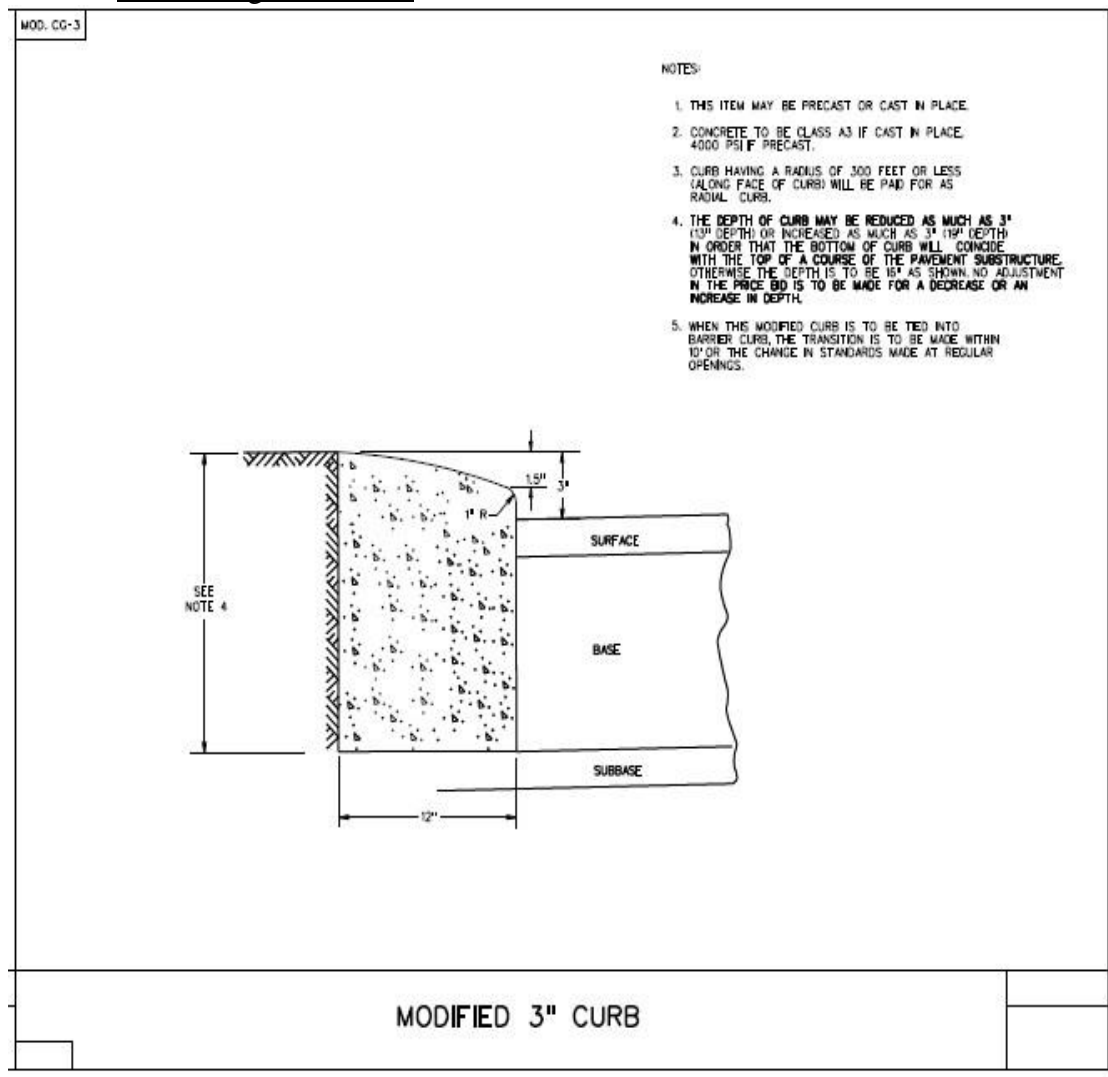 MOD. CG-3
NOTES:
1. THIS ITEM MAY BE PRECAST OR CAST IN PLACE.
2. CONCRETE TO BE CLASS A3 IF CAST IN PLACE,
4000 PSI IF PRECAST.
3. CURB HAVING A RADIUS OF 300 FEET OR LESS
(ALONG FACE OF CURB) WILL BE PAID FOR AS
RADIAL CURB.
4. THE DEPTH OF CURB MAY BE REDUCED AS MUCH AS 3"
(13" DEPTH) OR INCREASED AS MUCH AS 3" (19" DEPTH)
IN ORDER THAT THE BOTTOM OF CURB WILL COINCIDE
WITH THE TOP OF A COURSE OF THE PAVEMENT SUBSTRUCTURE.
OTHERWISE THE DEPTH IS TO BE 16" AS SHOWN. NO ADJUSTMENT
IN THE PRICE BID IS TO BE MADE FOR A DECREASE OR AN
INCREASE IN DEPTH.
5. WHEN THIS MODIFIED CURB IS TO BE TIED INTO
BARRIER CURB, THE TRANSITION IS TO BE MADE WITHIN
10' OR THE CHANGE IN STANDARDS MADE AT REGULAR
OPENINGS.
1.5"
3"
1" R
SURFACE
SEE
NOTE 4
BASE
SUBBASE
12"
MODIFIED 3" CURB